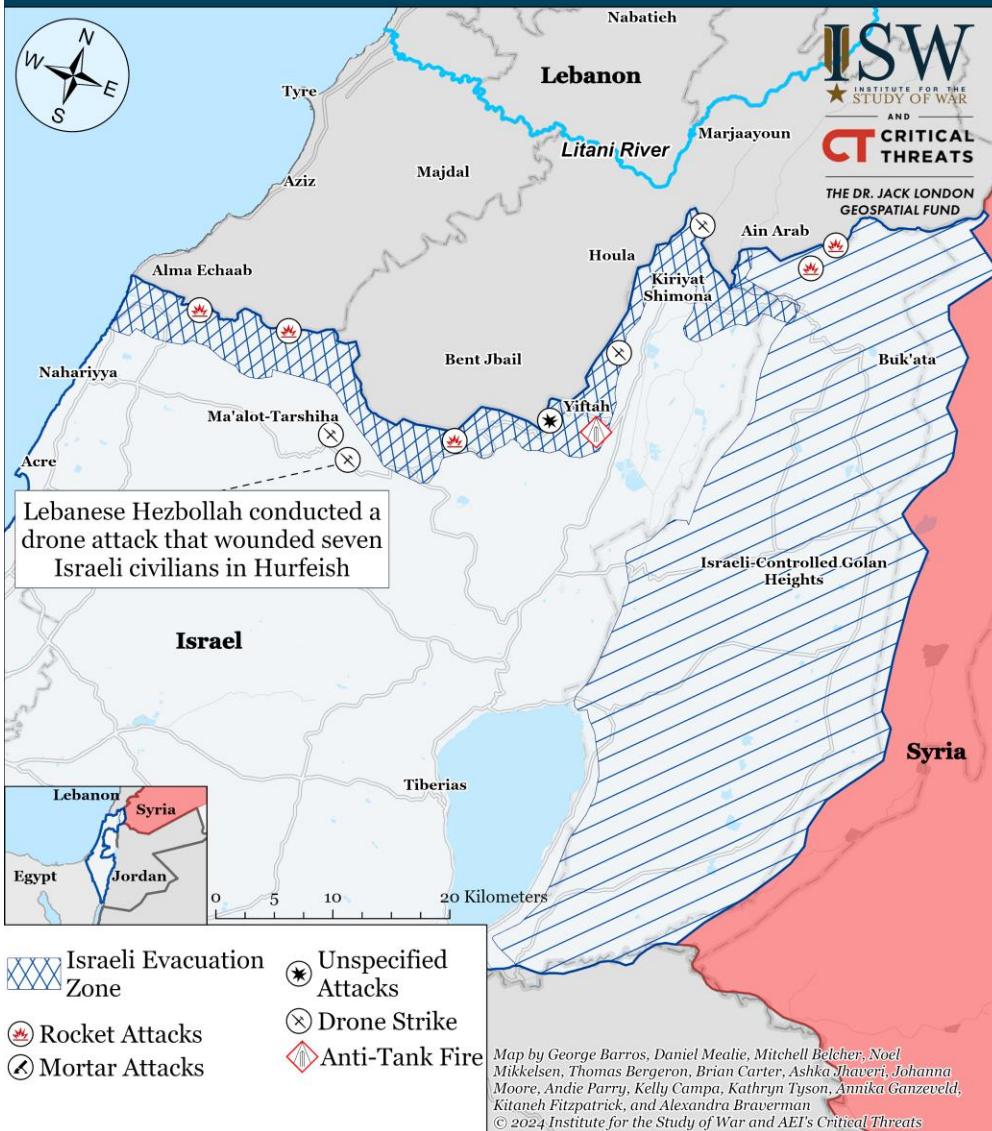 N
W
E
S
Nabatieh
Lebanon
ISW
INSTITUTE FOR THE
STUDY OF WAR
AND
CT CRITICAL
THREATS
THE DR. JACK LONDON
GEOSPATIAL FUND
Tyre
Marjaayoun
Litani River
Majdal
Aziz
Ain Arab
Houla
Alma Echaab
Kiriyat
Shimona
Bent Jbail
Buk'ata
Nahariyya
Yiftah
Ma'alot-Tarshiha
Acre
Lebanese Hezbollah conducted a
drone attack that wounded seven
Israeli civilians in Hurfeish
Israeli-Controlled Golan
Heights
Israel
Syria
Tiberias
Lebanon
Syria
Egypt
Jordan
0 5 10 20 Kilometers
Israeli Evacuation
Zone
Rocket Attacks
Mortar Attacks
Unspecified
Attacks
Drone Strike
Anti-Tank Fire
Map by George Barros, Daniel Mealie, Mitchell Belcher, Noel
Mikkelsen, Thomas Bergeron, Brian Carter, Ashka Jhaveri, Johanna
Moore, Andie Parry, Kelly Campa, Kathryn Tyson, Annika Ganzeveld,
Kitaneh Fitzpatrick, and Alexandra Braverman
© 2024 Institute for the Study of War and AEI's Critical Threats